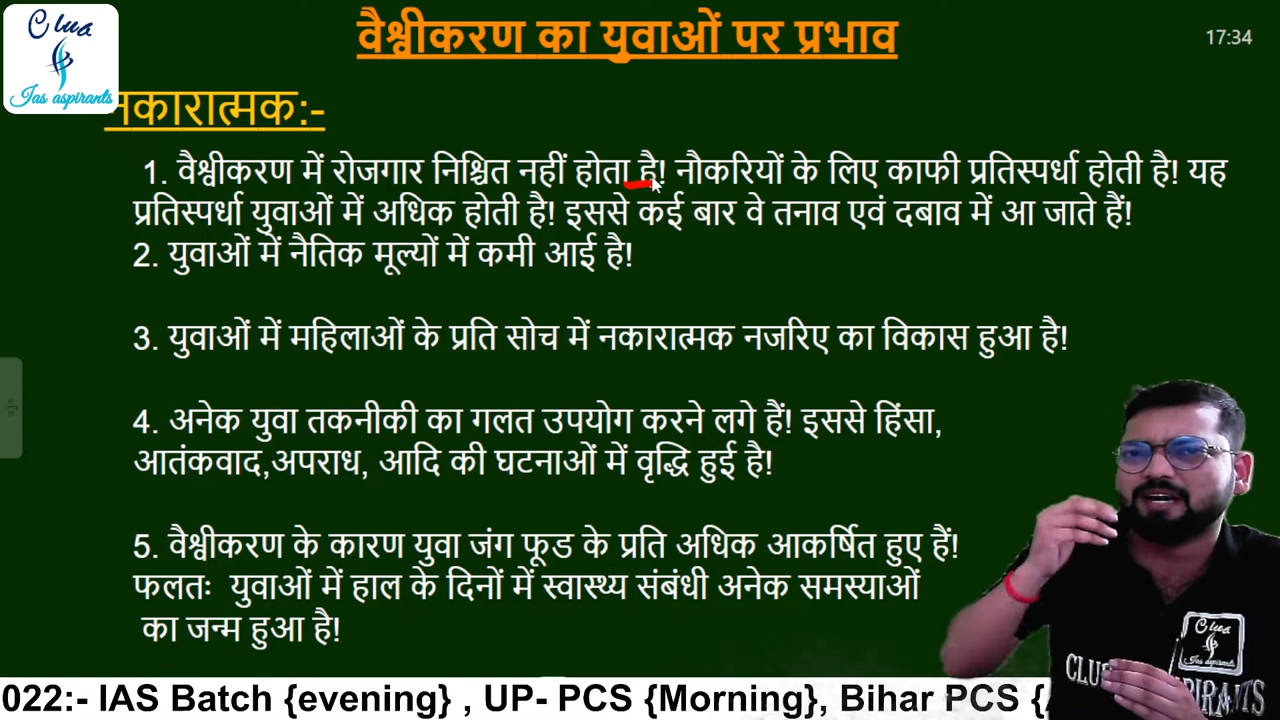 Clua
Ias aspirants
वैश्वीकरण का युवाओं पर प्रभाव
17:34
नकारात्मक:-
1. वैश्वीकरण में रोजगार निश्चित नहीं होता है! नौकरियों के लिए काफी प्रतिस्पर्धा होती है! यह
प्रतिस्पर्धा युवाओं में अधिक होती है! इससे कई बार वे तनाव एवं दबाव में आ जाते हैं!
2. युवाओं में नैतिक मूल्यों में कमी आई है!
3. युवाओं में महिलाओं के प्रति सोच में नकारात्मक नजरिए का विकास हुआ है!
4. अनेक युवा तकनीकी का गलत उपयोग करने लगे हैं! इससे हिंसा,
आतंकवाद,अपराध, आदि की घटनाओं में वृद्धि हुई है!
5. वैश्वीकरण के कारण युवा जंग फूड के प्रति अधिक आकर्षित हुए हैं!
फलतः युवाओं में हाल के दिनों में स्वास्थ्य संबंधी अनेक समस्याओं
का जन्म हुआ है!
Clua
Ias aspirants
022:- IAS Batch {evening} , UP- PCS {Morning}, Bihar PCS {